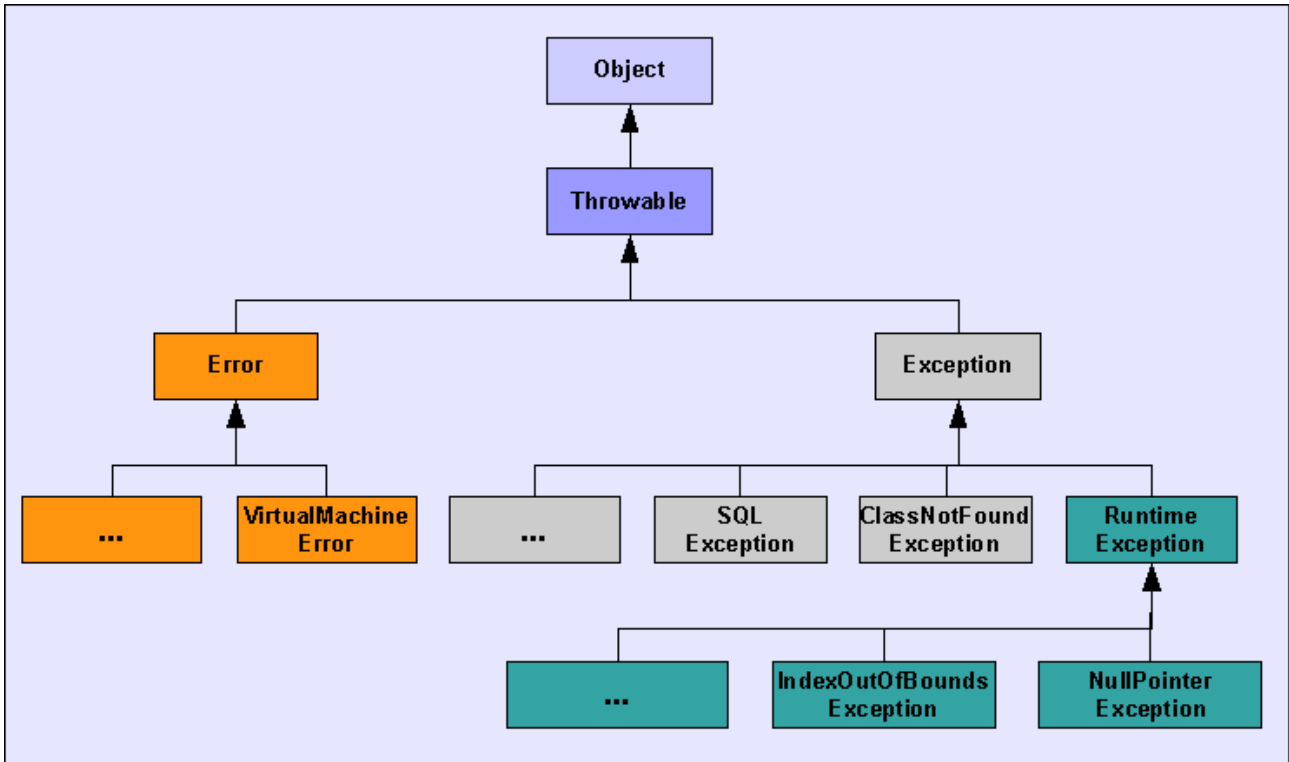 Object
Throwable
Error
Exception
...
VirtualMachine
Error
...
SQL
Exception
ClassNotFound
Exception
Runtime
Exception
...
IndexOutOfBounds
Exception
NullPointer
Exception